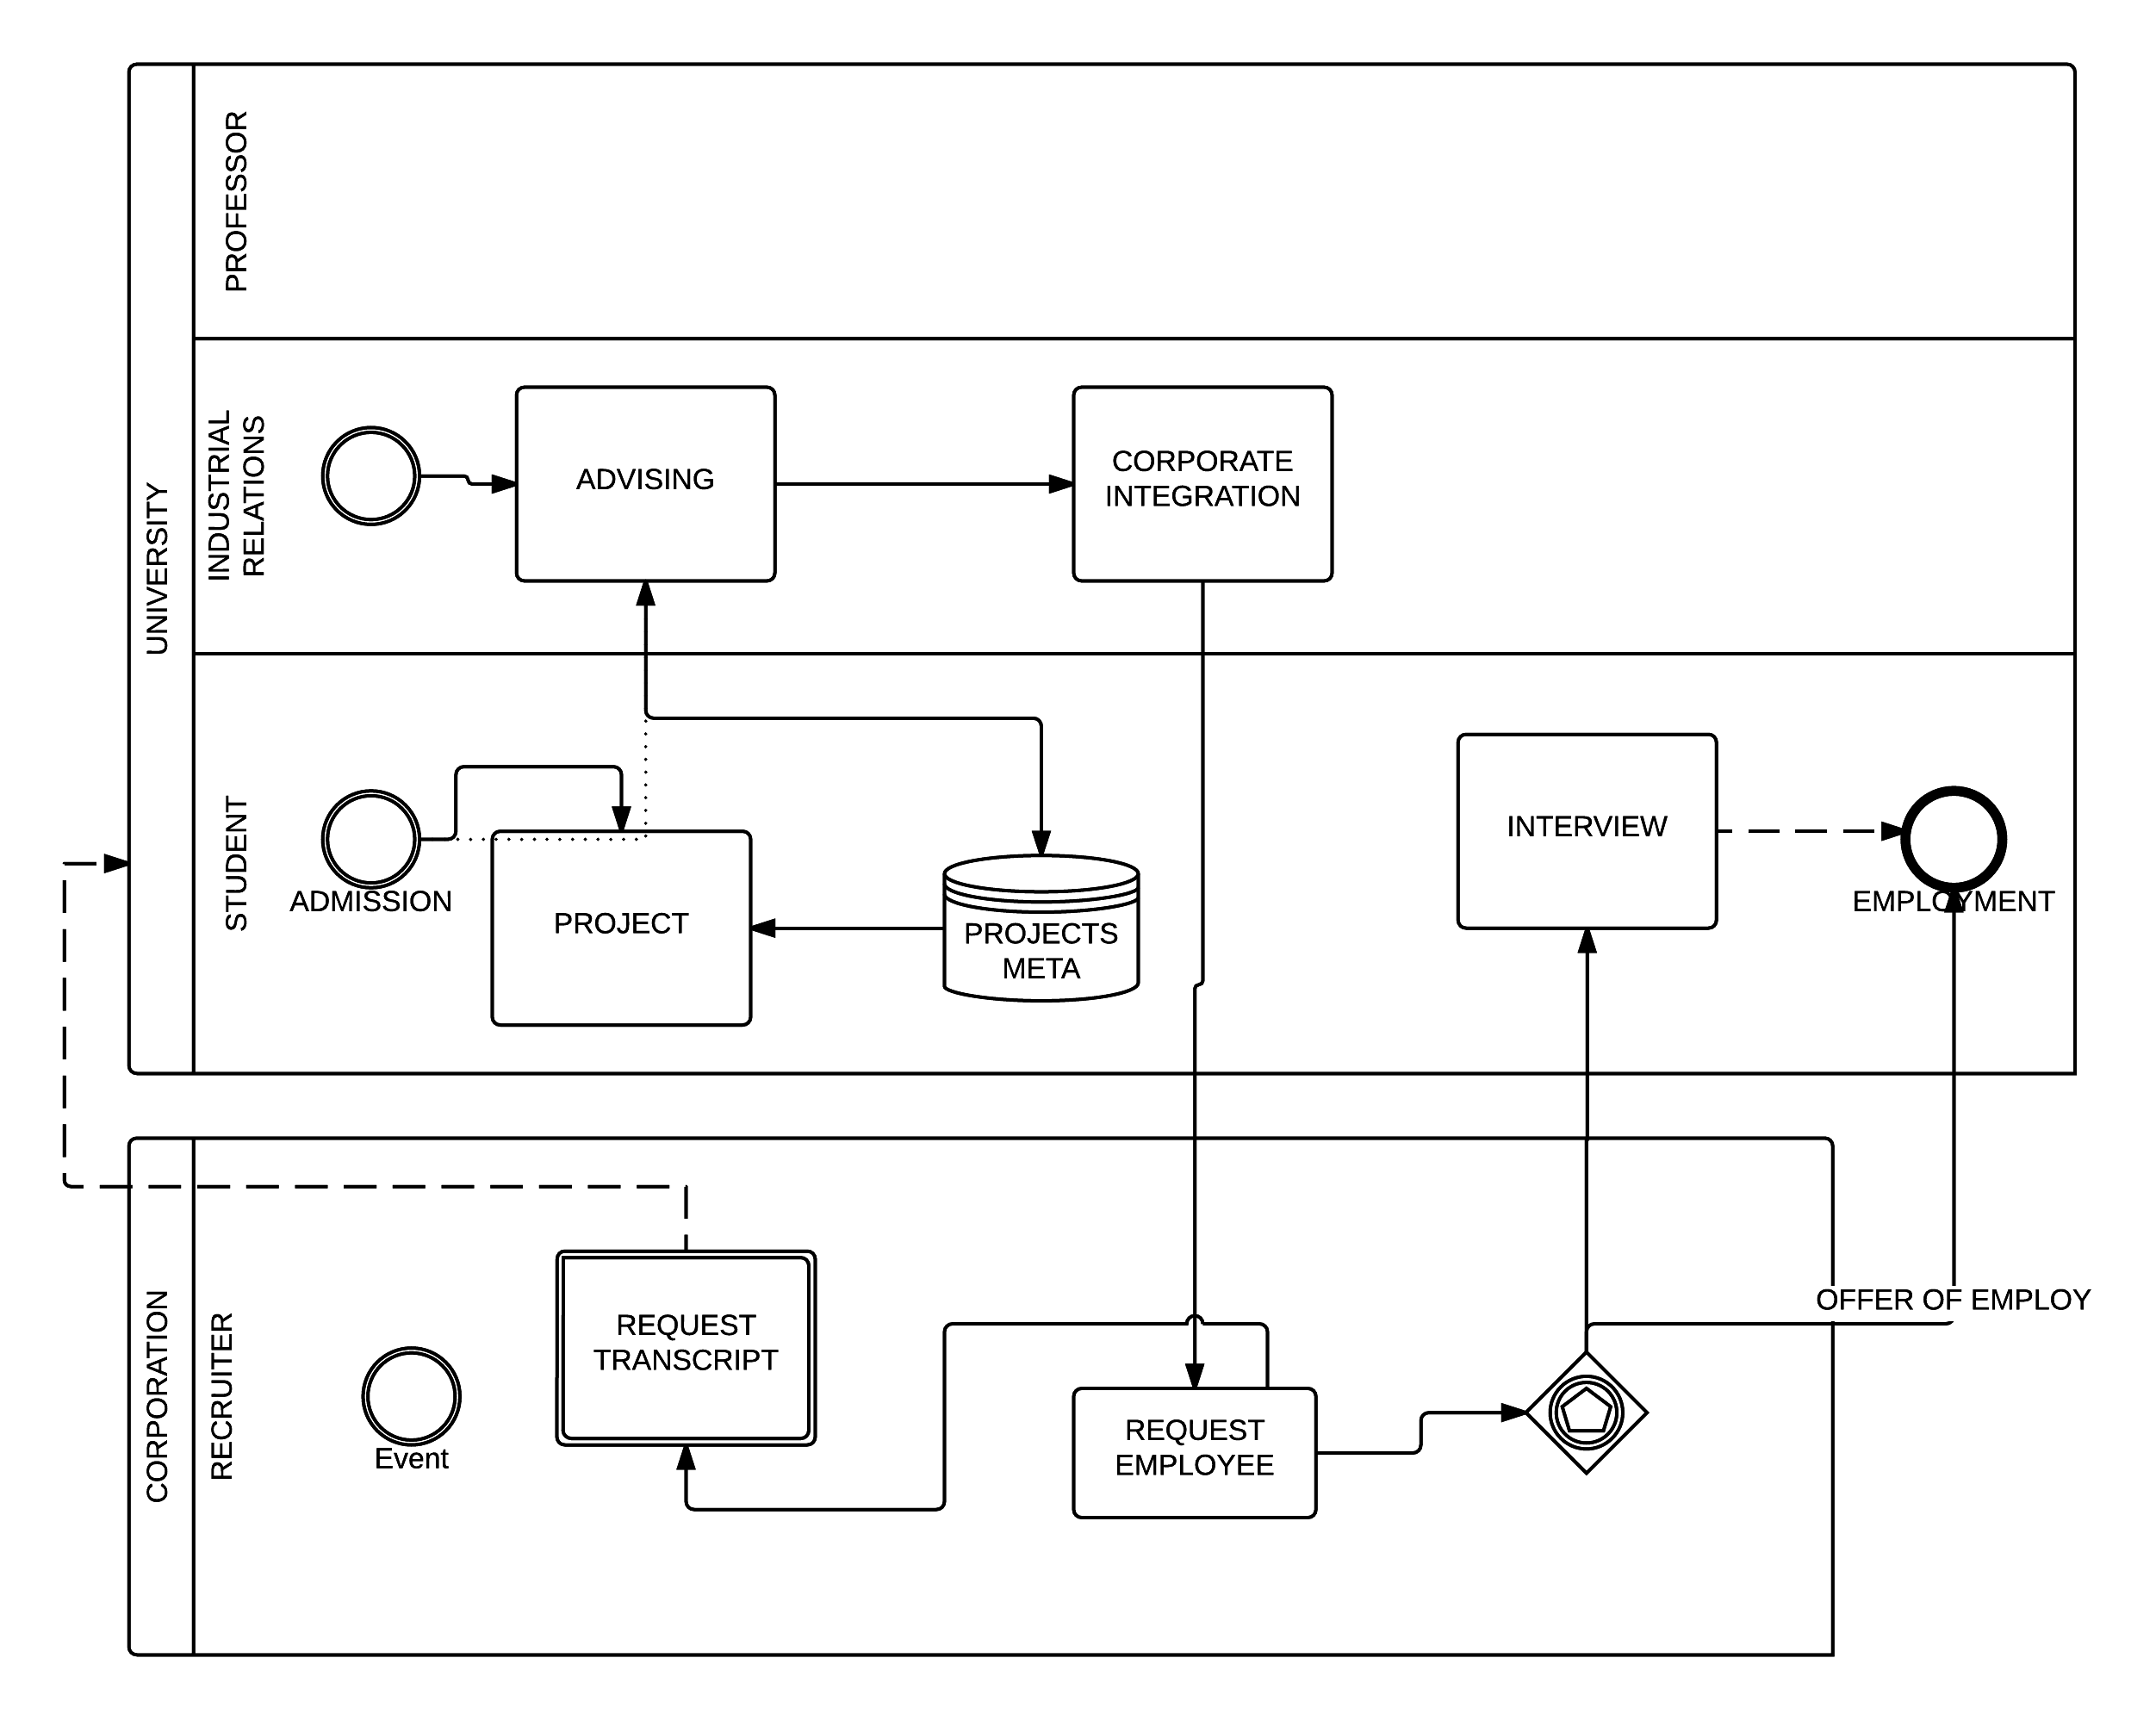 UNIVERSITY
PROFESSOR
INDUSTRIAL
RELATIONS
ADVISING
CORPORATE
INTEGRATION
STUDENT
ADMISSION
PROJECT
PROJECTS
META
INTERVIEW
EMPLOYMENT
CORPORATION
RECRUITER
Event
REQUEST
TRANSCRIPT
REQUEST
EMPLOYEE
OFFER OF EMPLOY